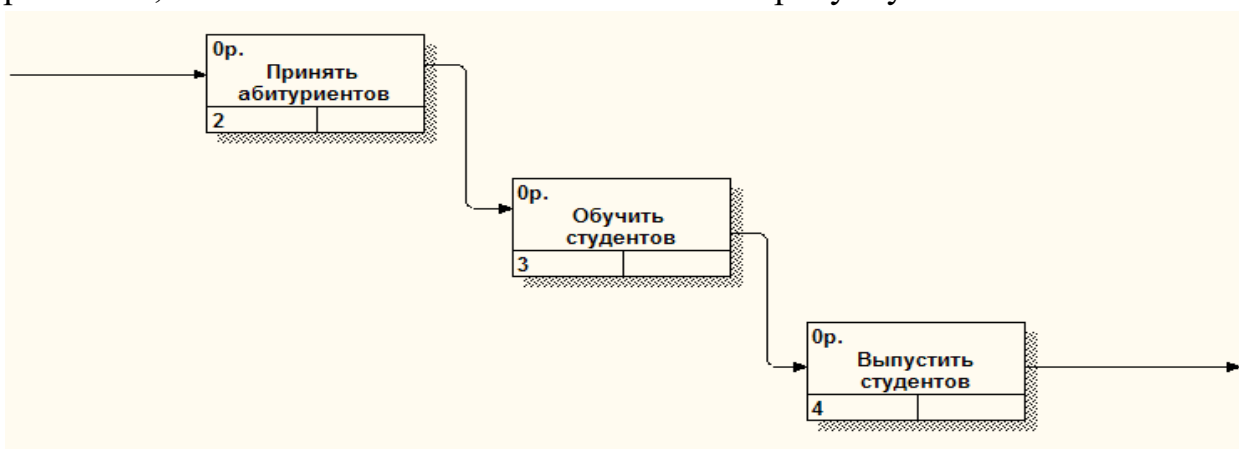 0р.
Принять
абитуриентов
2
0р.
Обучить
студентов
3
0р.
Выпустить
студентов
4